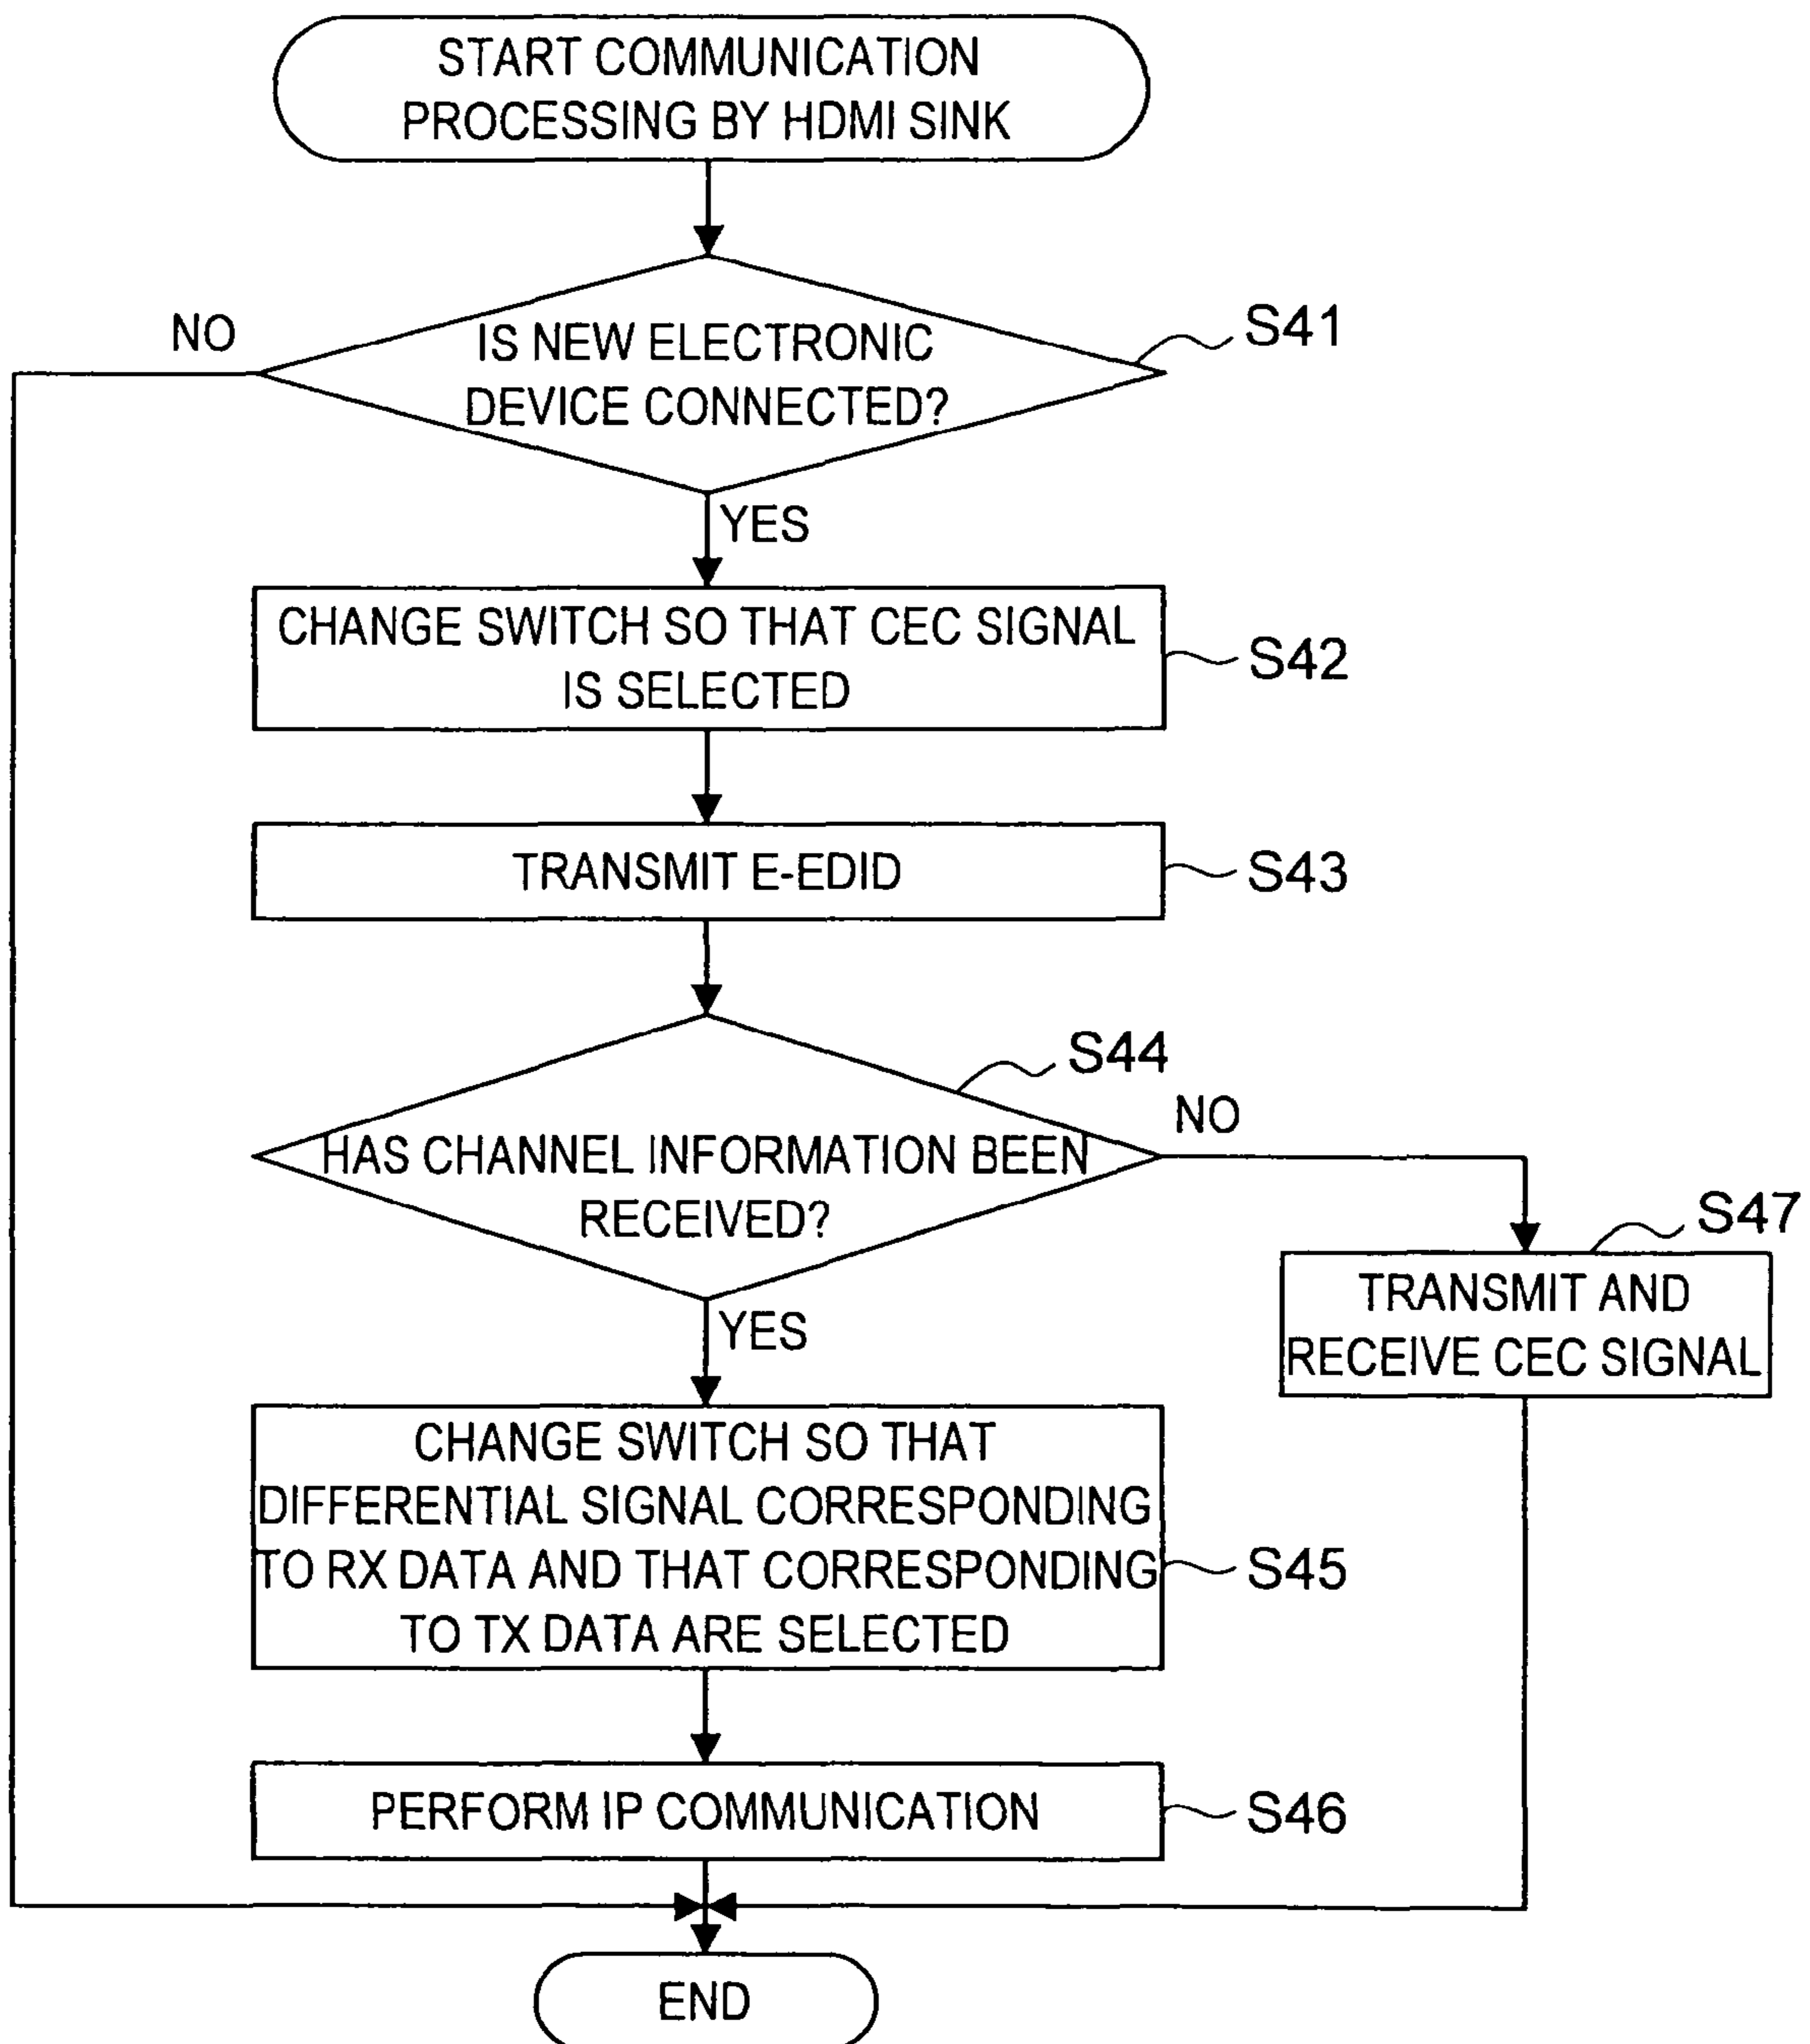 START COMMUNICATION
PROCESSING BY HDMI SINK
NO
IS NEW ELECTRONIC
DEVICE CONNECTED?
S41
YES
CHANGE SWITCH SO THAT CEC SIGNAL
IS SELECTED
S42
TRANSMIT E-EDID
S43
S44
NO
HAS CHANNEL INFORMATION BEEN
RECEIVED?
S47
TRANSMIT AND
RECEIVE CEC SIGNAL
YES
CHANGE SWITCH SO THAT
DIFFERENTIAL SIGNAL CORRESPONDING
TO RX DATA AND THAT CORRESPONDING
TO TX DATA ARE SELECTED
S45
PERFORM IP COMMUNICATION
S46
END